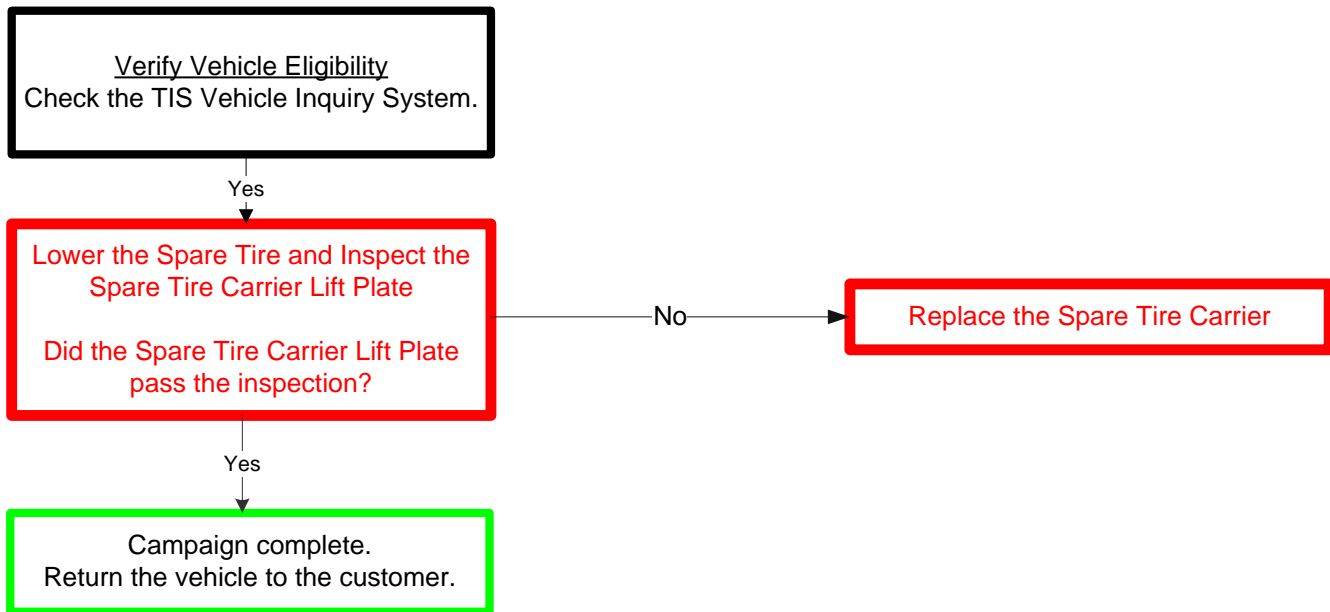 Verify Vehicle Eligibility
Check the TIS Vehicle Inquiry System.
Yes
Lower the Spare Tire and Inspect the
Spare Tire Carrier Lift Plate
Did the Spare Tire Carrier Lift Plate
pass the inspection?
No
Replace the Spare Tire Carrier
Yes
Campaign complete.
Return the vehicle to the customer.